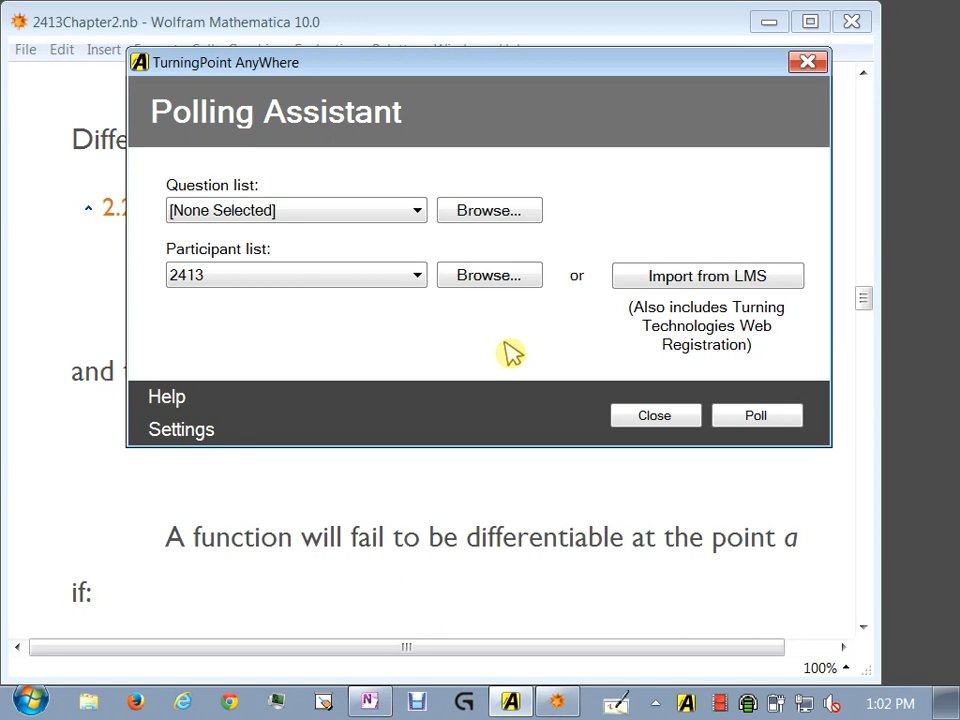 2413Chapter2.nb - Wolfram Mathematica 10.0
File Edit Insert
TurningPoint AnyWhere
Polling Assistant
Diffe
Question list:
[None Selected] Browse...
2.2
Participant list:
2413 Browse... or Import from LMS
(Also includes Turning
Technologies Web
Registration)
and
Help
Settings
Close Poll
A function will fail to be differentiable at the point a
if:
100%
1:02 PM